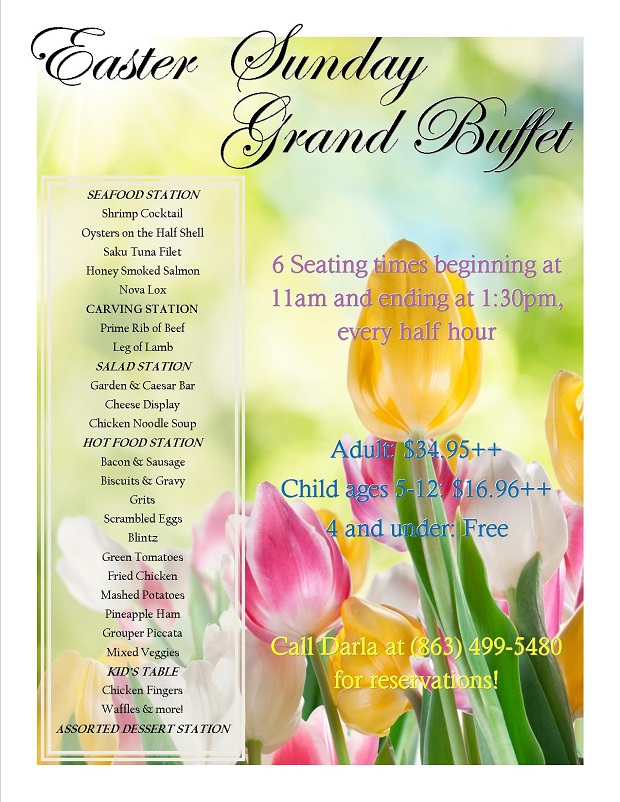 Easter Sunday
Grand Buffet
SEAFOOD STATION
Shrimp Cocktail
Oysters on the Half Shell
Saku Tuna Filet
Honey Smoked Salmon
Nova Lox
CARVING STATION
Prime Rib of Beef
Leg of Lamb
SALAD STATION
Garden & Caesar Bar
Cheese Display
Chicken Noodle Soup
HOT FOOD STATION
Bacon & Sausage
Biscuits & Gravy
Grits
Scrambled Eggs
Blintz
Green Tomatoes
Fried Chicken
Mashed Potatoes
Pineapple Ham
Grouper Piccata
Mixed Veggies
KID'S TABLE
Chicken Fingers
Waffles & more!
ASSORTED DESSERT STATION
6 Seating times beginning at
11am and ending at 1:30pm,
every half hour
Adult: $34.95++
Child ages 5-12: $16.96++
4 and under: Free
Call Darla at (863) 499-5480
for reservations!